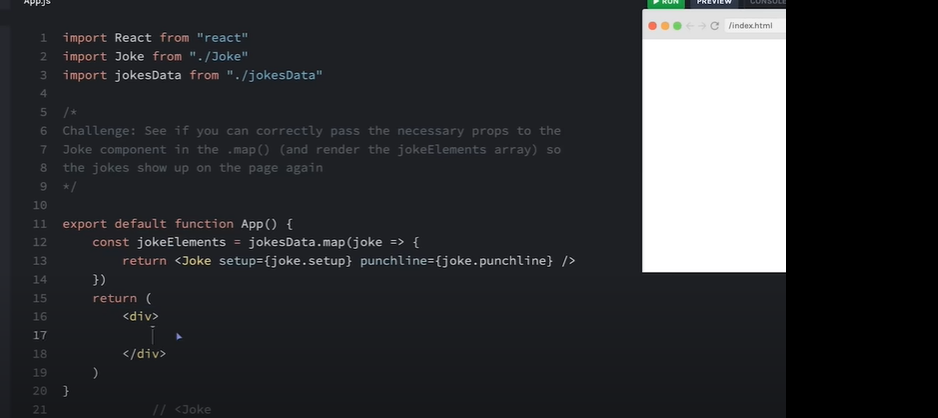 App.js
RUN
PREVIEW
CONSOLE
/index.html
1 import React from "react"
2 import Joke from "./Joke"
3 import jokesData from "./jokesData"
4
5 /*
6 Challenge: See if you can correctly pass the necessary props to the
7 Joke component in the .map() (and render the jokeElements array) so
8 the jokes show up on the page again
9 */
10
11 export default function App() {
12 const jokeElements = jokesData.map(joke => {
13 return <Joke setup={joke.setup} punchline={joke.punchline} />
14 })
15 return (
16 <div>
17
18 </div>
19 )
20 }
21 // <Joke